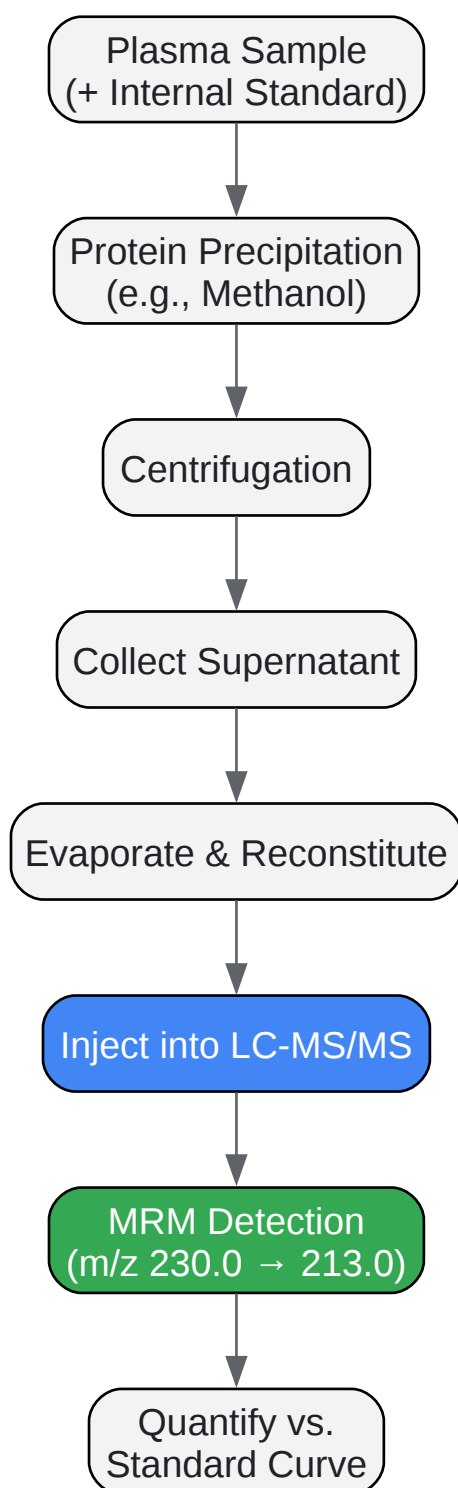 Plasma Sample
(+ Internal Standard)
Protein Precipitation
(e.g., Methanol)
Centrifugation
Collect Supernatant
Evaporate & Reconstitute
Inject into LC-MS/MS
MRM Detection
(m/z 230.0 → 213.0)
Quantify vs.
Standard Curve